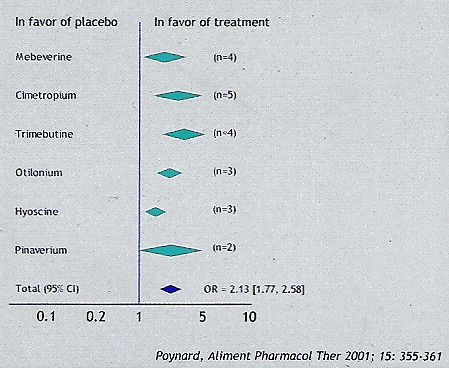 In favor of placebo In favor of treatment
Mebeverine (n=4)
Cimetropium (n=5)
Trimebutine (n=4)
Otilonium (n=3)
Hyoscine (n=3)
Pinaverium (n=2)
Total (95% CI) OR = 2.13 [1.77, 2.58]
0.1 0.2 1 5 10
Poynard, Aliment Pharmacol Ther 2001; 15: 355-361